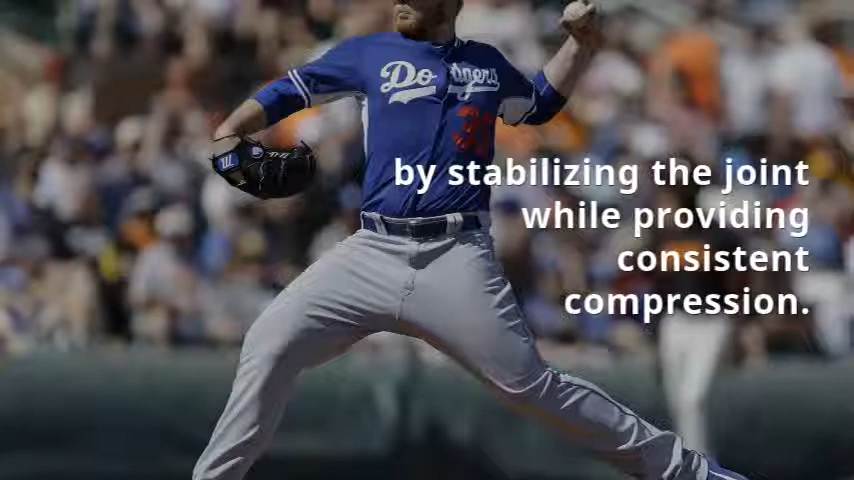 Dodgers
by stabilizing the joint
while providing
consistent
compression.